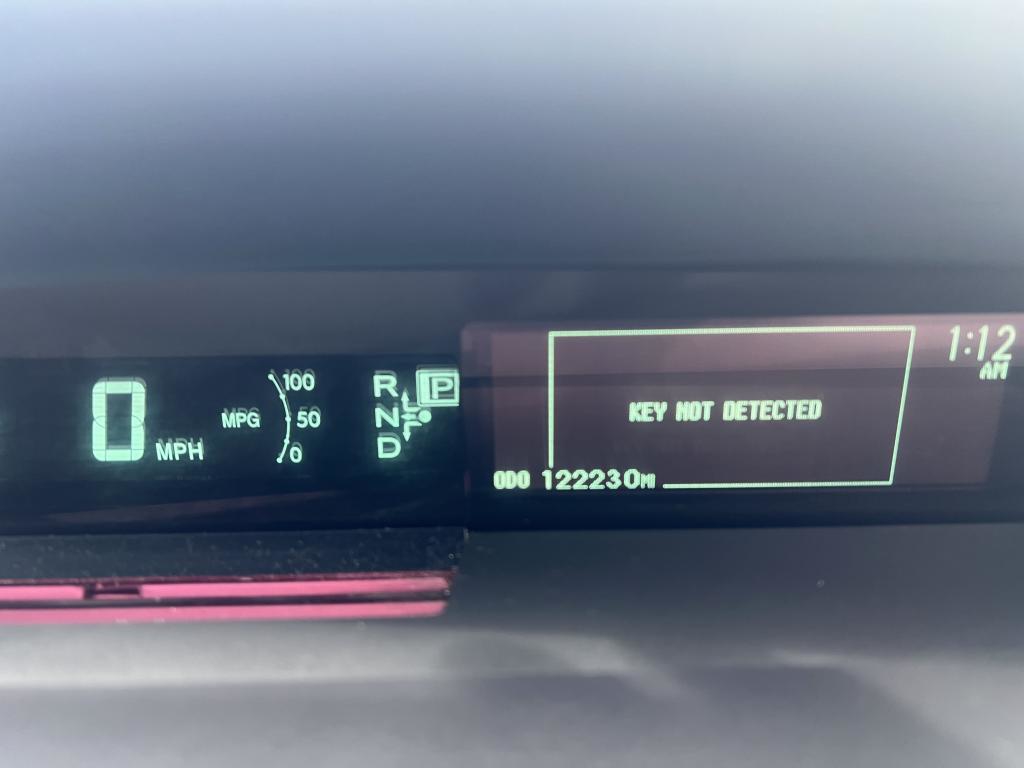 0 MPH
MPG
100
50
0
R
N
D
P
KEY NOT DETECTED
ODO 122230MI
1:12
AM